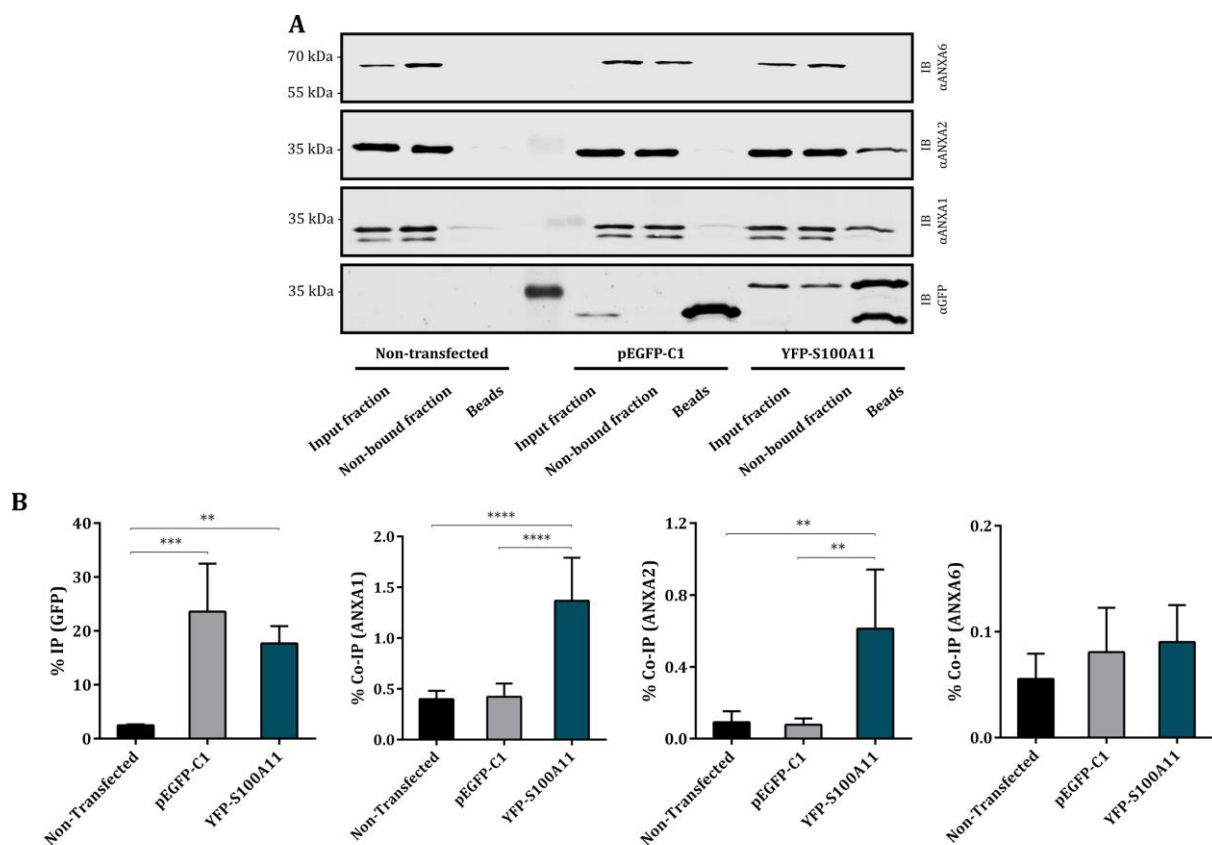 A
70 kDa
55 kDa
IB
αANXA6
35 kDa
IB
αANXA2
35 kDa
IB
αANXA1
35 kDa
IB
αGFP
Non-transfected
pEGFP-C1
YFP-S100A11
Input fraction
Non-bound fraction
Beads
Input fraction
Non-bound fraction
Beads
Input fraction
Non-bound fraction
Beads
B
% IP (GFP)
40
30
20
10
0
**
***
Non-Transfected
pEGFP-C1
YFP-S100A11
% Co-IP (ANXA1)
2.0
1.5
1.0
0.5
0.0
****
****
Non-Transfected
pEGFP-C1
YFP-S100A11
% Co-IP (ANXA2)
1.2
0.8
0.4
0.0
**
**
Non-Transfected
pEGFP-C1
YFP-S100A11
% Co-IP (ANXA6)
0.2
0.1
0.0
Non-Transfected
pEGFP-C1
YFP-S100A11